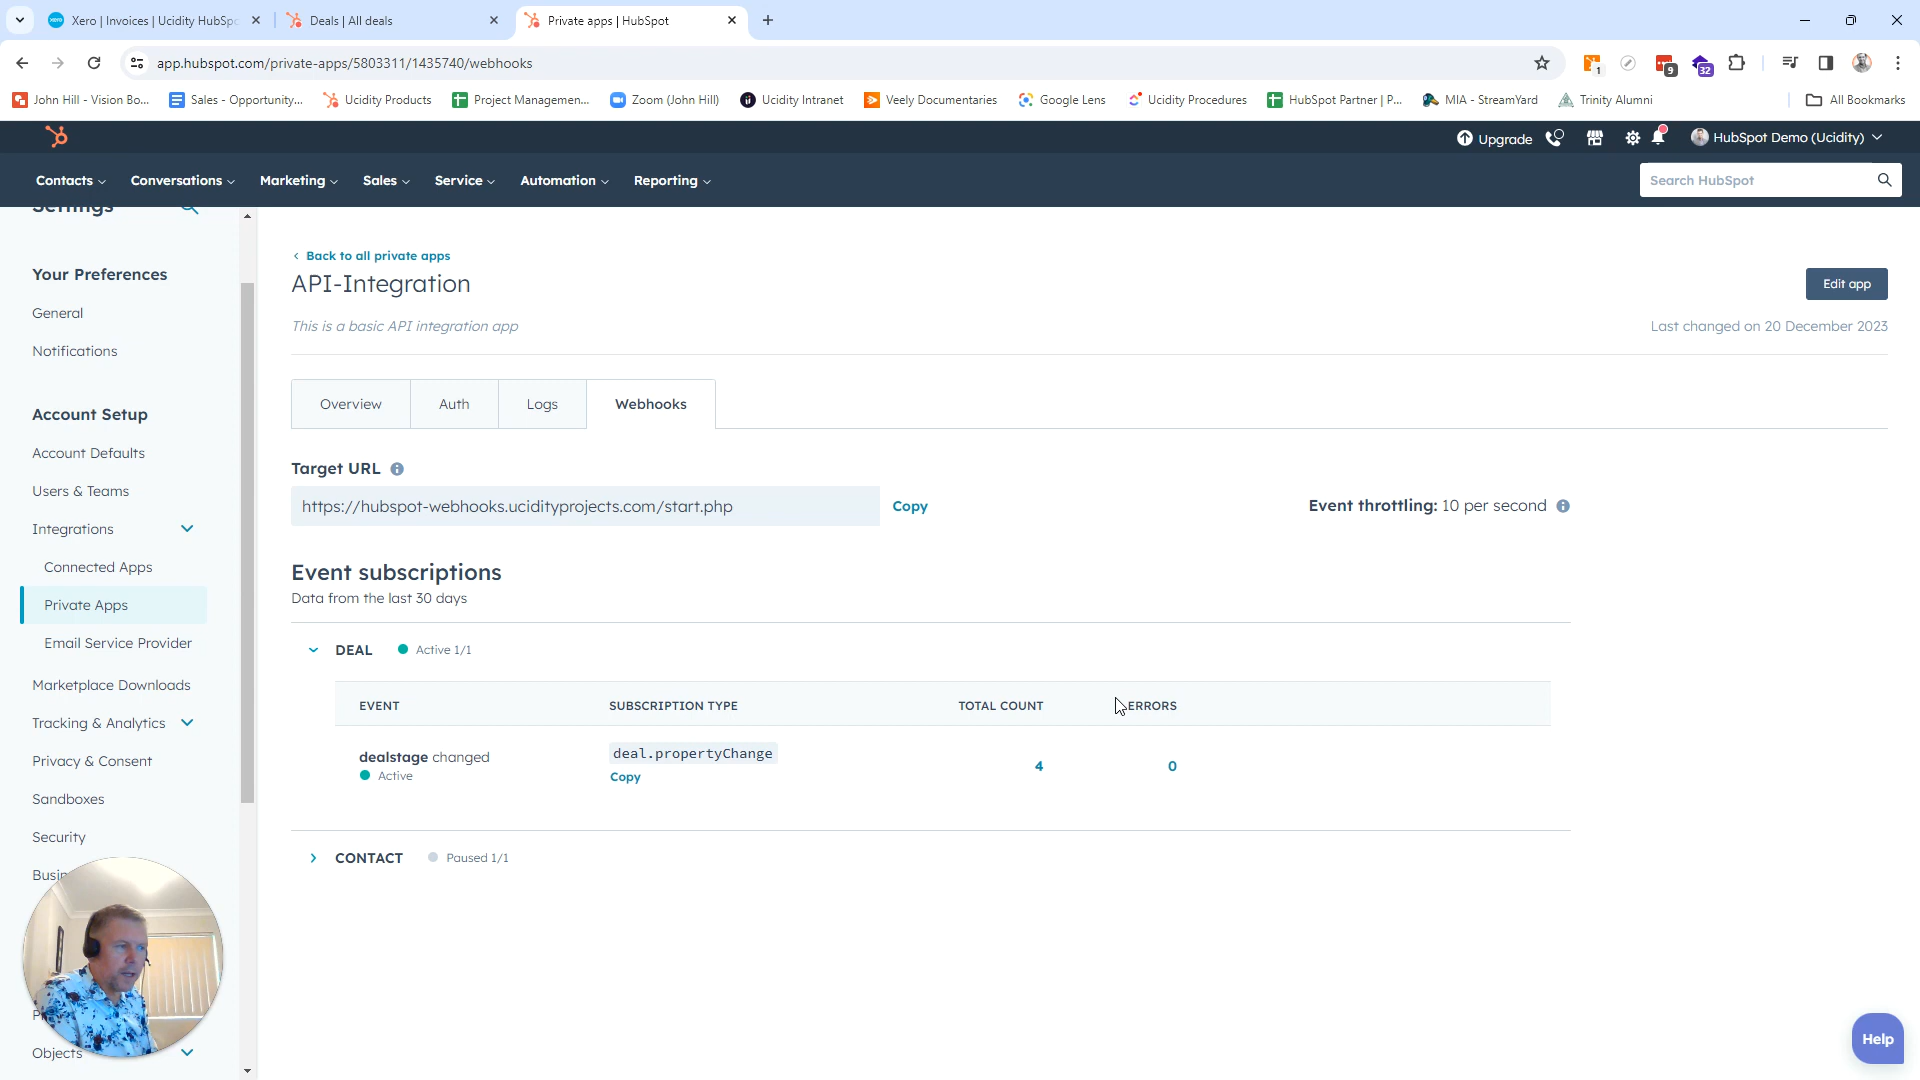 Xero | Invoices | Ucidity HubSpo
Deals | All deals
Private apps | HubSpot
app.hubspot.com/private-apps/5803311/1435740/webhooks
1
9
32
John Hill - Vision Bo...
Sales - Opportunity...
Ucidity Products
Project Managemen...
Zoom (John Hill)
Ucidity Intranet
Veely Documentaries
Google Lens
Ucidity Procedures
HubSpot Partner | P...
MIA - StreamYard
Trinity Alumni
All Bookmarks
Upgrade
HubSpot Demo (Ucidity)
Contacts
Conversations
Marketing
Sales
Service
Automation
Reporting
Search HubSpot
Settings
Your Preferences
General
Notifications
Account Setup
Account Defaults
Users & Teams
Integrations
Connected Apps
Private Apps
Email Service Provider
Marketplace Downloads
Tracking & Analytics
Privacy & Consent
Sandboxes
Security
Objects
Back to all private apps
API-Integration
Edit app
This is a basic API integration app
Last changed on 20 December 2023
Overview
Auth
Logs
Webhooks
Target URL
https://hubspot-webhooks.ucidityprojects.com/start.php
Copy
Event throttling: 10 per second
Event subscriptions
Data from the last 30 days
DEAL
Active 1/1
EVENT
SUBSCRIPTION TYPE
TOTAL COUNT
ERRORS
dealstage changed
Active
deal.propertyChange
Copy
4
0
CONTACT
Paused 1/1
Help